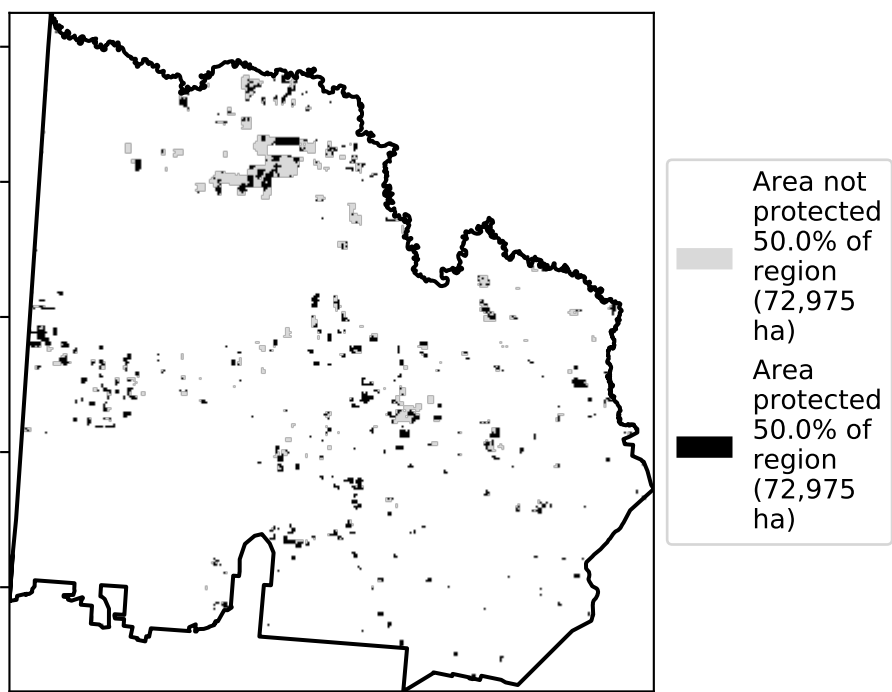 Area not
protected
50.0% of
region
(72,975
ha)
Area
protected
50.0% of
region
(72,975
ha)